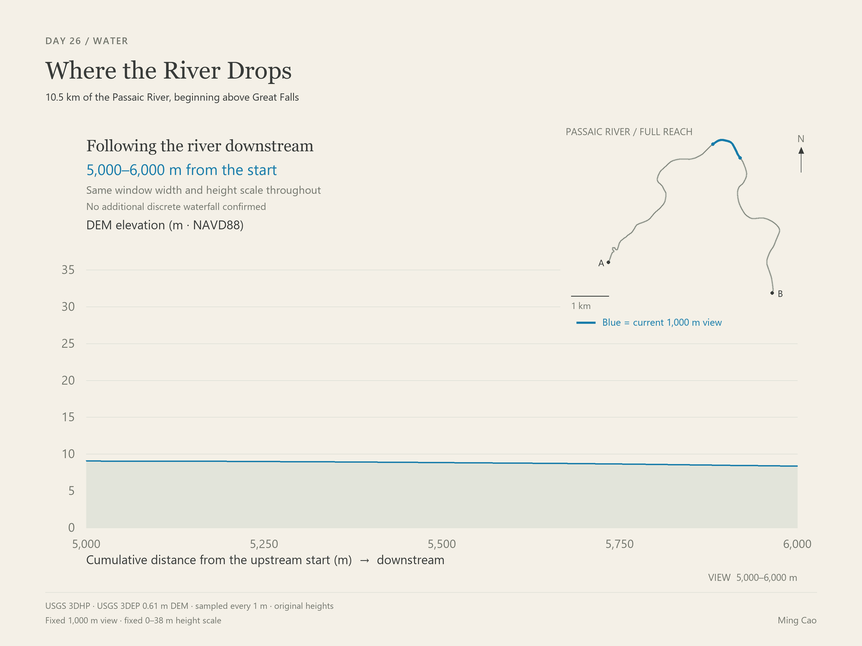 DAY 26 / WATER
Where the River Drops
10.5 km of the Passaic River, beginning above Great Falls
Following the river downstream
5,000–6,000 m from the start
Same window width and height scale throughout
No additional discrete waterfall confirmed
DEM elevation (m · NAVD88)
PASSAIC RIVER / FULL REACH
N
A
B
1 km
Blue = current 1,000 m view
35
30
25
20
15
10
5
0
5,000 5,250 5,500 5,750 6,000
Cumulative distance from the upstream start (m) → downstream
VIEW 5,000–6,000 m
USGS 3DHP · USGS 3DEP 0.61 m DEM · sampled every 1 m · original heights
Fixed 1,000 m view · fixed 0–38 m height scale
Ming Cao